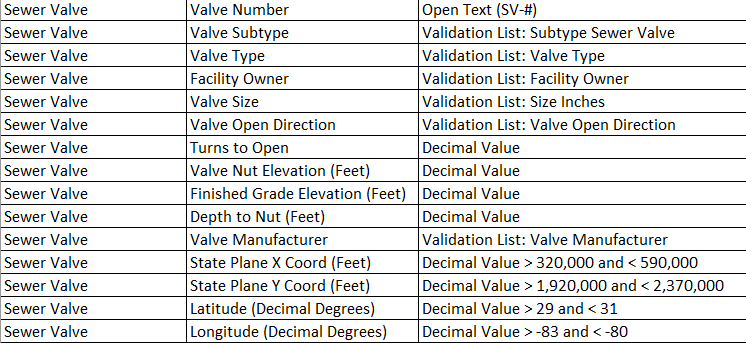 Sewer Valve Valve Number Open Text (SV-#)
Sewer Valve Valve Subtype Validation List: Subtype Sewer Valve
Sewer Valve Valve Type Validation List: Valve Type
Sewer Valve Facility Owner Validation List: Facility Owner
Sewer Valve Valve Size Validation List: Size Inches
Sewer Valve Valve Open Direction Validation List: Valve Open Direction
Sewer Valve Turns to Open Decimal Value
Sewer Valve Valve Nut Elevation (Feet) Decimal Value
Sewer Valve Finished Grade Elevation (Feet) Decimal Value
Sewer Valve Depth to Nut (Feet) Decimal Value
Sewer Valve Valve Manufacturer Validation List: Valve Manufacturer
Sewer Valve State Plane X Coord (Feet) Decimal Value > 320,000 and < 590,000
Sewer Valve State Plane Y Coord (Feet) Decimal Value > 1,920,000 and < 2,370,000
Sewer Valve Latitude (Decimal Degrees) Decimal Value > 29 and < 31
Sewer Valve Longitude (Decimal Degrees) Decimal Value > -83 and < -80